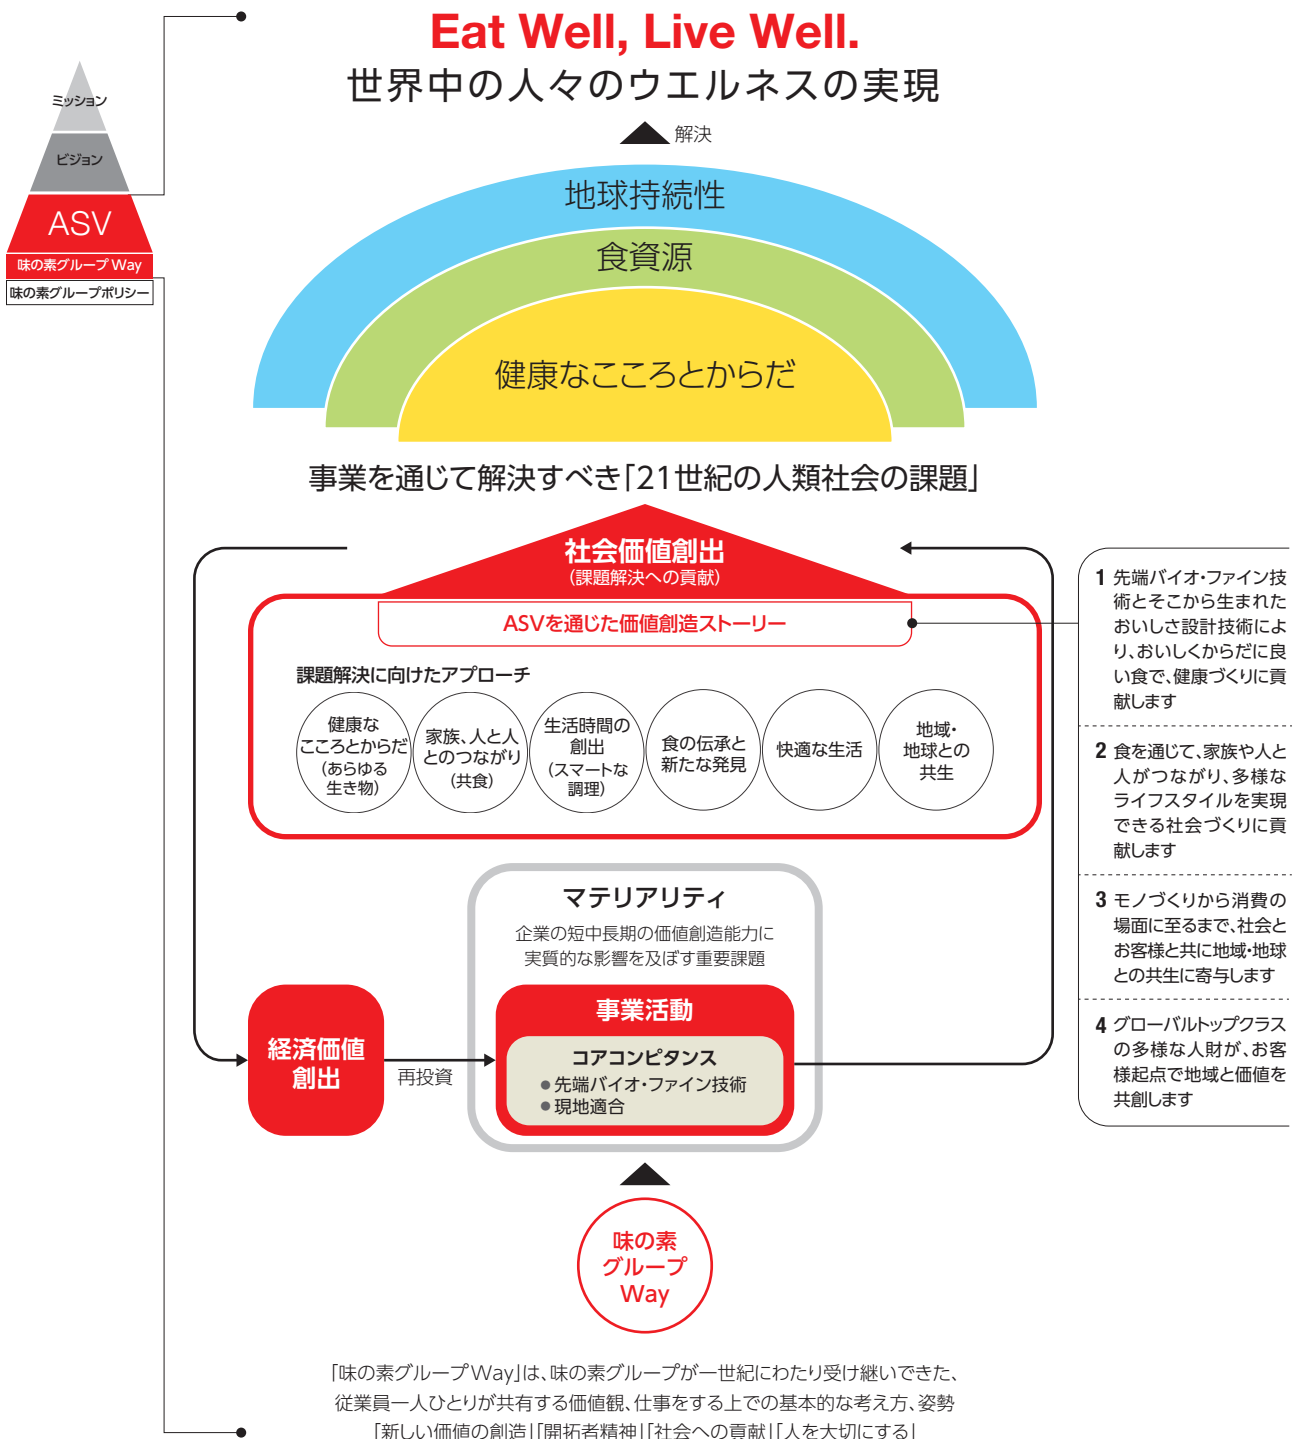 Eat Well, Live Well.
世界中の人々のウエルネスの実現
ミッション
ビジョン
ASV
味の素グループ Way
味の素グループポリシー
解決
地球持続性
食資源
健康なこころとからだ
事業を通じて解決すべき「21世紀の人類社会の課題」
社会価値創出
(課題解決への貢献)
ASVを通じた価値創造ストーリー
課題解決に向けたアプローチ
健康な
こころとからだ
(あらゆる
生き物)
家族、人と人
とのつながり
(共食)
生活時間の
創出
(スマートな
調理)
食の伝承と
新たな発見
快適な生活
地域・
地球との
共生
1 先端バイオ・ファイン技
術とそこから生まれた
おいしさ設計技術によ
り、おいしくからだに良
い食で、健康づくりに貢
献します
2 食を通じて、家族や人と
人がつながり、多様な
ライフスタイルを実現
できる社会づくりに貢
献します
3 モノづくりから消費の
場面に至るまで、社会と
お客様と共に地域・地球
との共生に寄与します
4 グローバルトップクラス
の多様な人財が、お客
様起点で地域と価値を
共創します
マテリアリティ
企業の短中長期の価値創造能力に
実質的な影響を及ぼす重要課題
経済価値
創出
再投資
事業活動
コアコンピタンス
●先端バイオ・ファイン技術
●現地適合
味の素
グループ
Way
「味の素グループWay」は、味の素グループが一世紀にわたり受け継いできた、
従業員一人ひとりが共有する価値観、仕事をする上での基本的な考え方、姿勢
「新しい価値の創造」「開拓者精神」「社会への貢献」「人を大切にする」